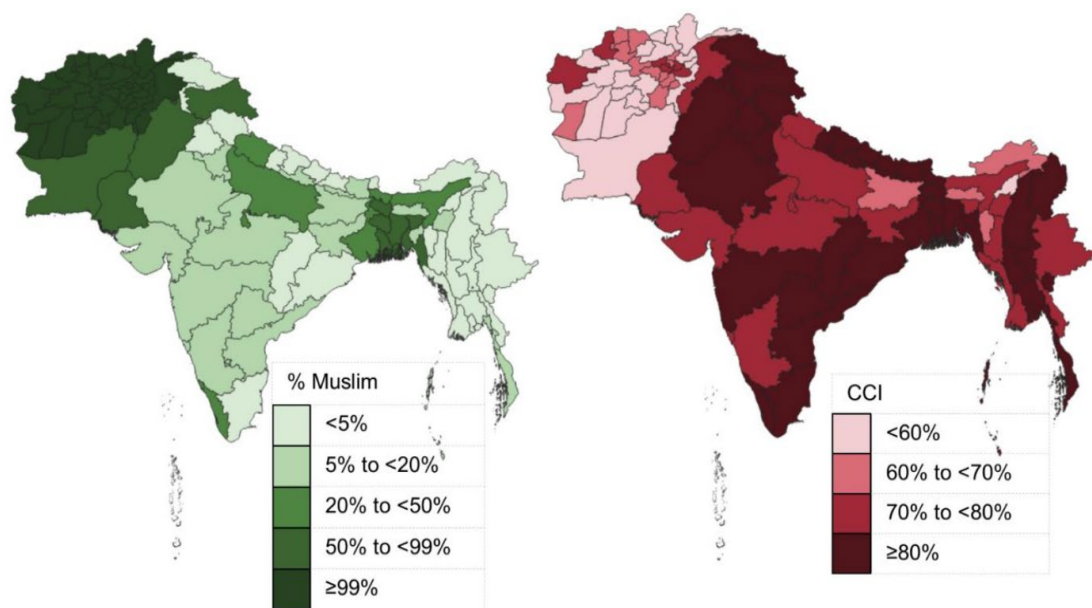 % Muslim
<5%
5% to <20%
20% to <50%
50% to <99%
≥99%
CCI
<60%
60% to <70%
70% to <80%
≥80%